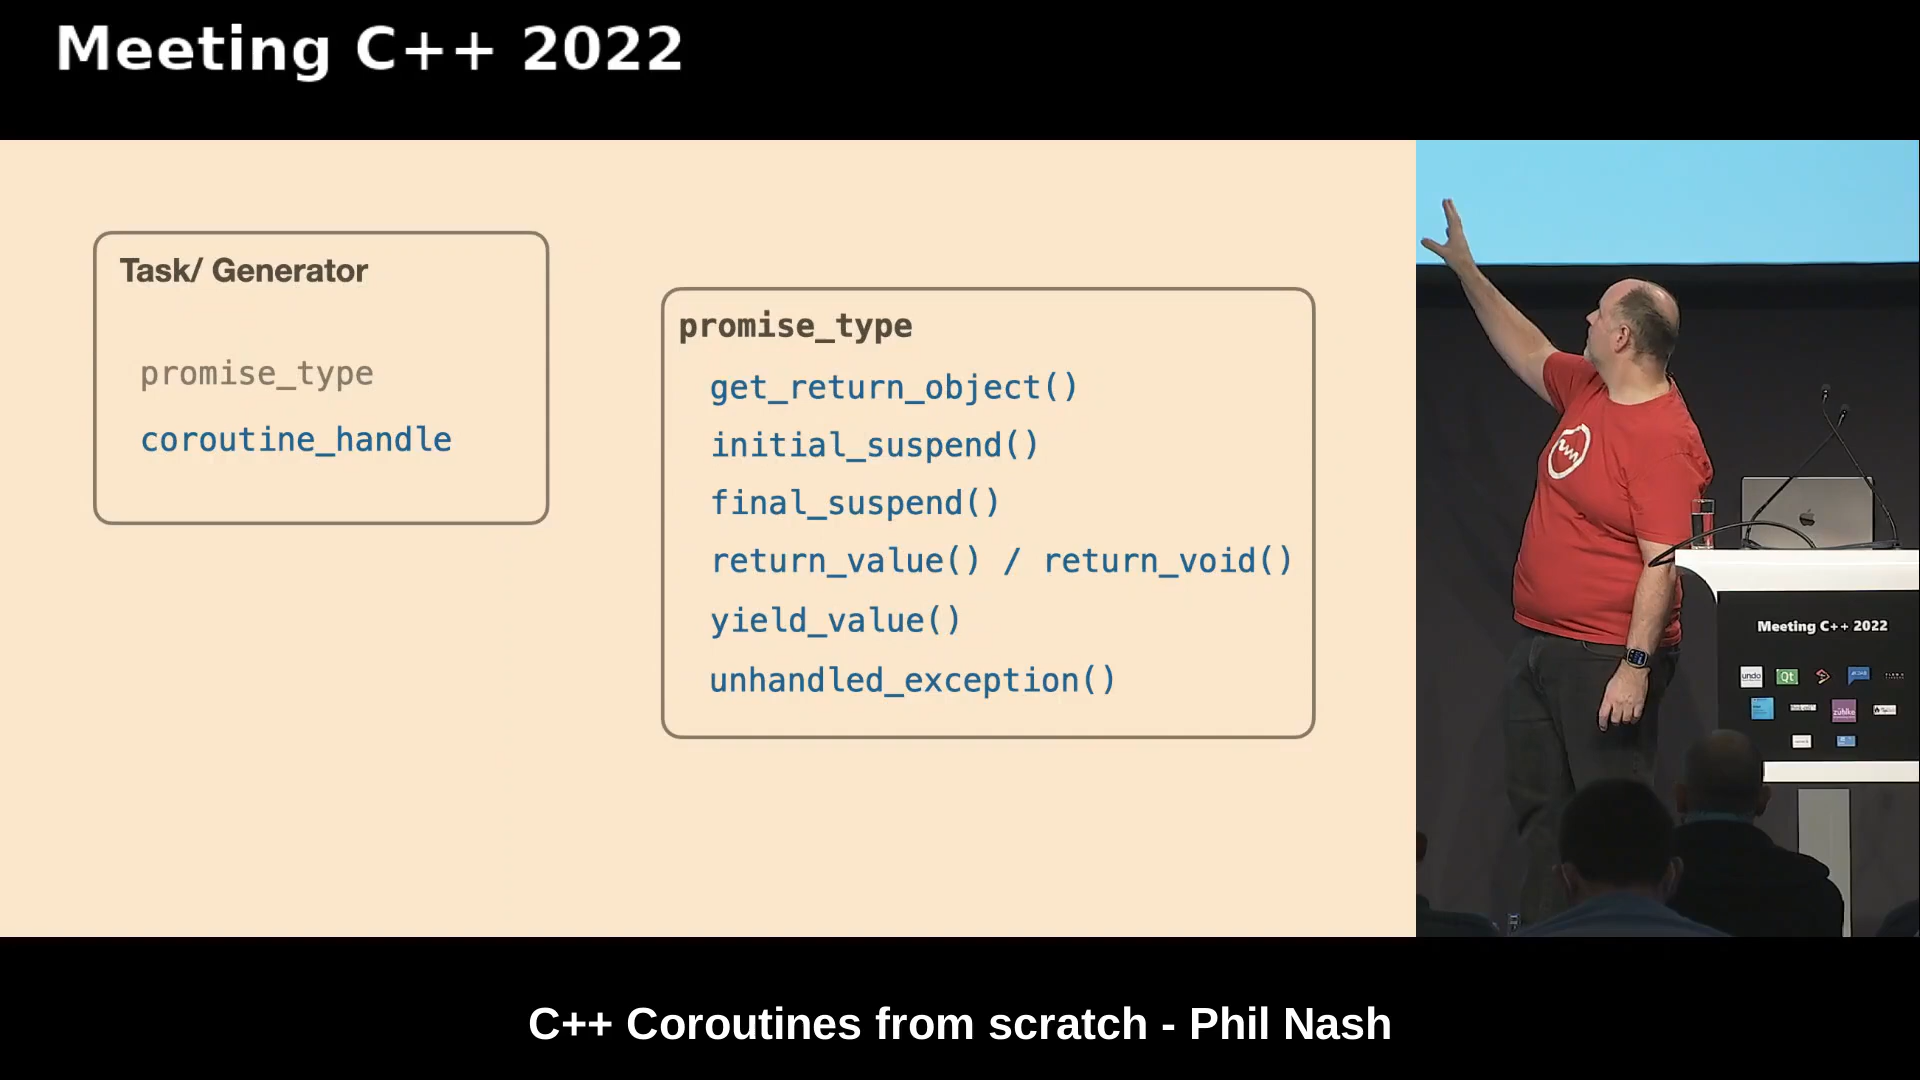 Meeting C++ 2022
Task/ Generator
promise_type
coroutine_handle
promise_type
get_return_object()
initial_suspend()
final_suspend()
return_value() / return_void()
yield_value()
unhandled_exception()
Meeting C++ 2022
undo
Qt
zühlke
C++ Coroutines from scratch - Phil Nash